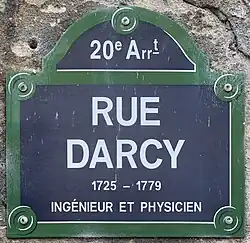 20e Arrt
RUE
DARCY
1725 - 1779
INGÉNIEUR ET PHYSICIEN